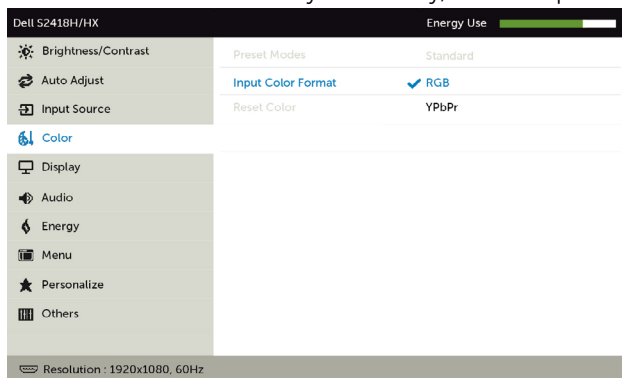 Dell S2418H/HX Energy Use
Brightness/Contrast Preset Modes Standard
Auto Adjust Input Color Format RGB
Input Source Reset Color YPbPr
Color
Display
Audio
Energy
Menu
Personalize
Others
Resolution : 1920x1080, 60Hz